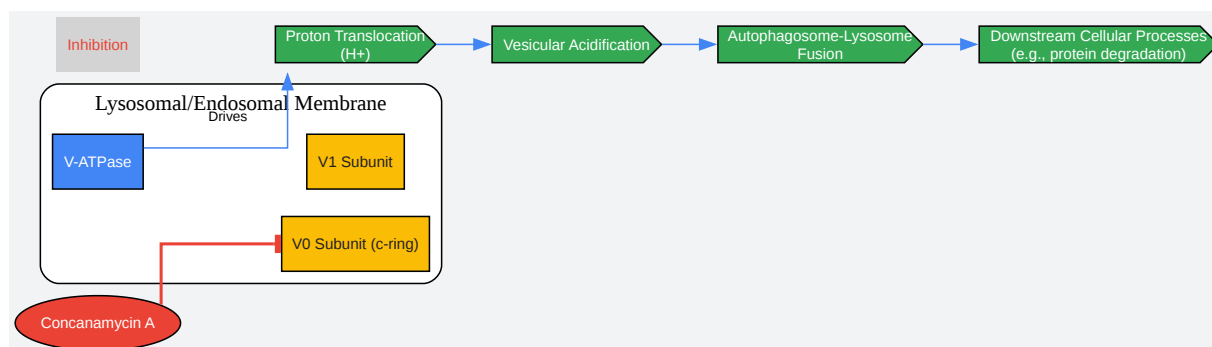 Inhibition
Proton Translocation
(H+)
Vesicular Acidification
Autophagosome-Lysosome
Fusion
Downstream Cellular Processes
(e.g., protein degradation)
Lysosomal/Endosomal Membrane
Drives
V-ATPase
V1 Subunit
V0 Subunit (c-ring)
Concanamycin A